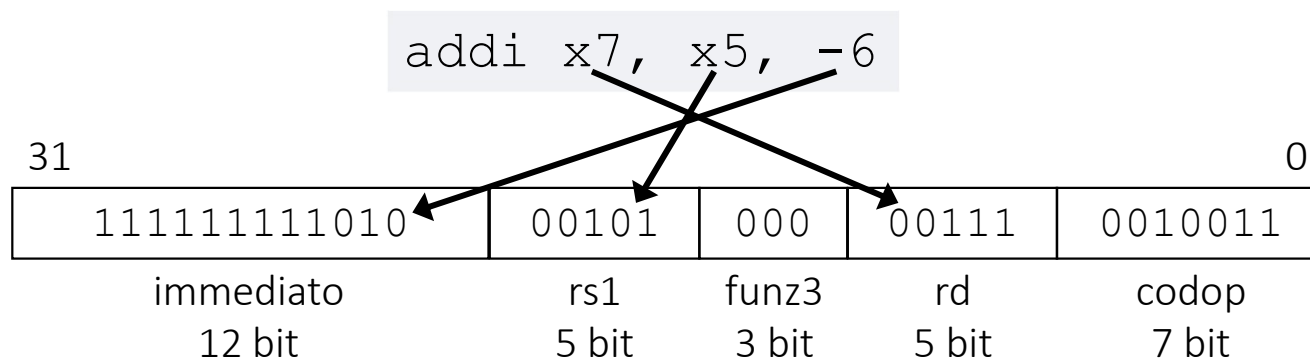 addi x7, x5, -6
31 0
111111111010 00101 000 00111 0010011
immediato rs1 funz3 rd codop
12 bit 5 bit 3 bit 5 bit 7 bit